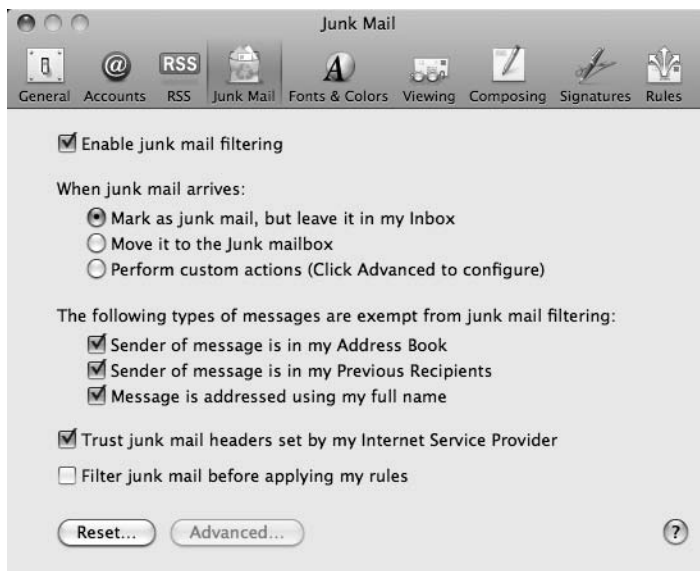 Junk Mail
RSS
General Accounts RSS Junk Mail Fonts & Colors Viewing Composing Signatures Rules
Enable junk mail filtering
When junk mail arrives:
Mark as junk mail, but leave it in my Inbox
Move it to the Junk mailbox
Perform custom actions (Click Advanced to configure)
The following types of messages are exempt from junk mail filtering:
Sender of message is in my Address Book
Sender of message is in my Previous Recipients
Message is addressed using my full name
Trust junk mail headers set by my Internet Service Provider
Filter junk mail before applying my rules
Reset... Advanced... ?